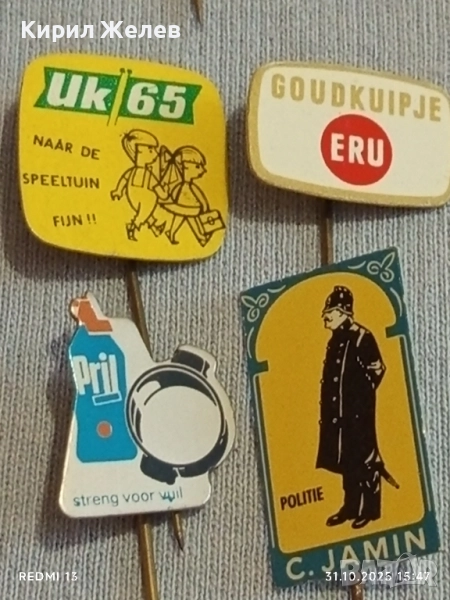 Кирил Желев
Uk 65
NAAR DE
SPEELTUIN
FIJN !!
GOUDKUIPJE
ERU
Pril
streng voor vuil
POLITIE
C. JAMIN
REDMI 13
31.10.2025 15:47